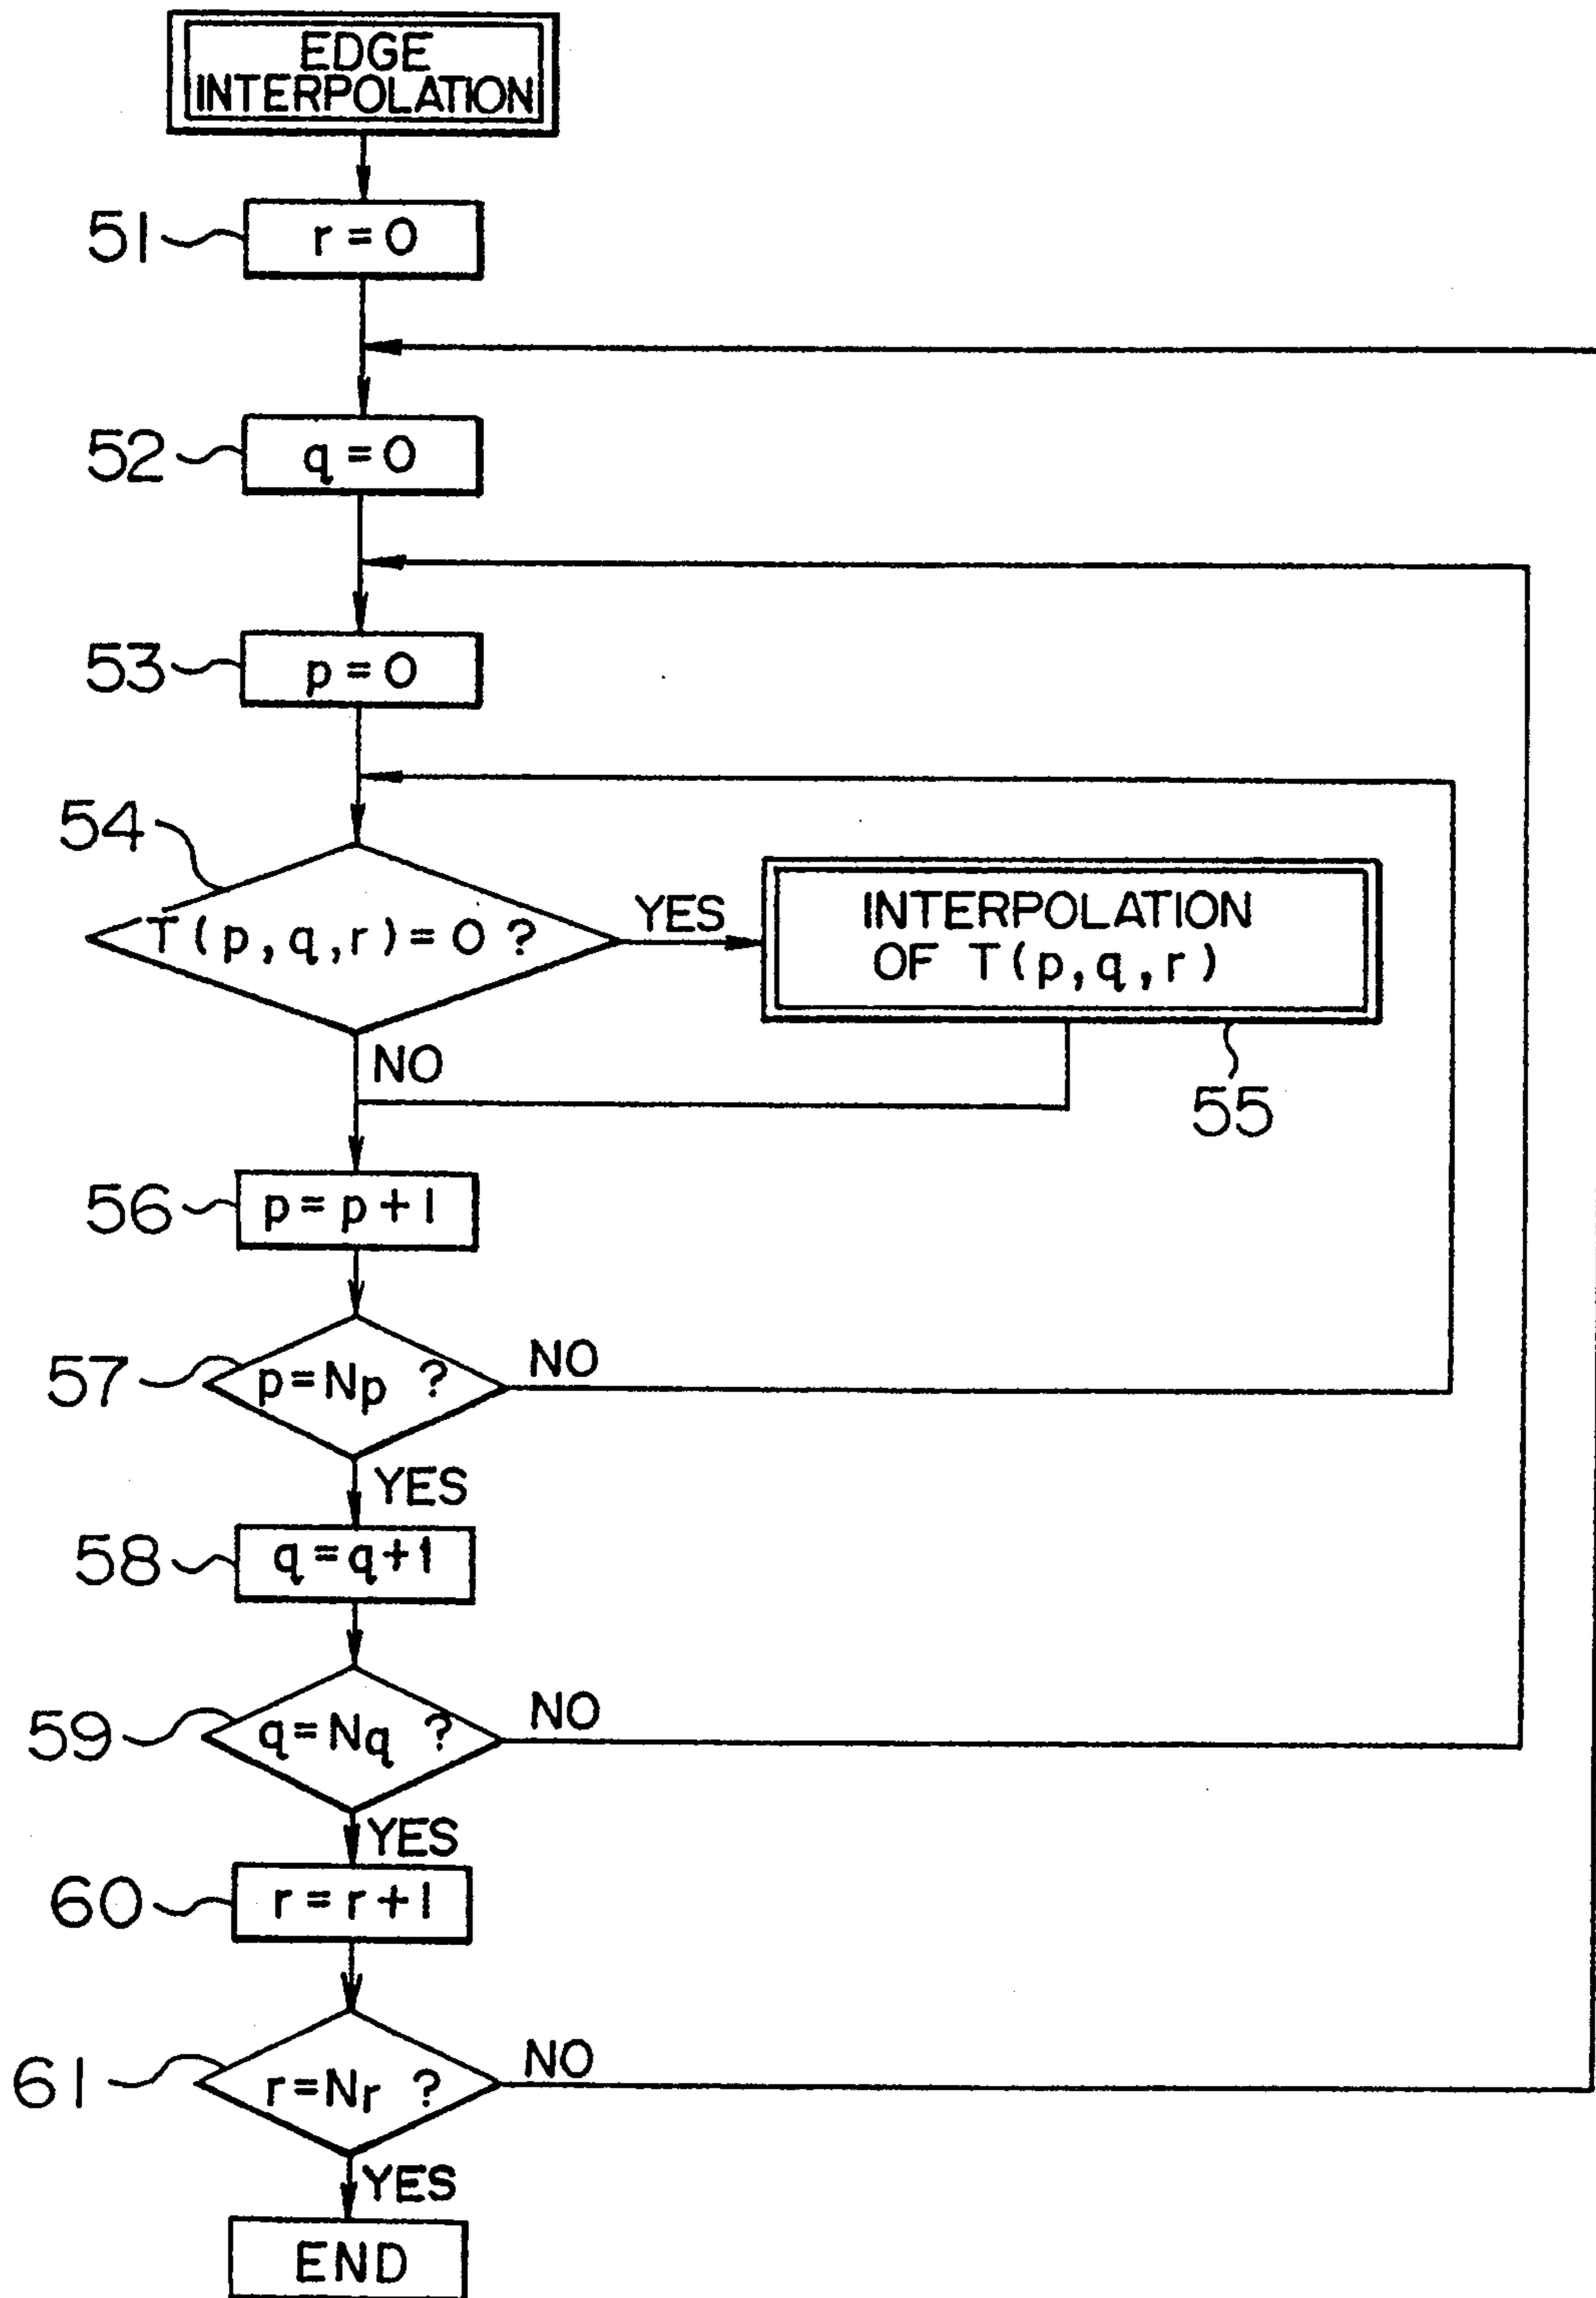 EDGE
INTERPOLATION
51
r = 0
52
q = 0
53
p = 0
54
T(p,q,r)=0 ?
YES
INTERPOLATION
OF T(p,q,r)
NO
55
56
p = p + 1
57
p=Np ?
NO
YES
58
q = q+1
59
q=Nq ?
NO
YES
60
r = r + 1
61
r=Nr ?
NO
YES
END